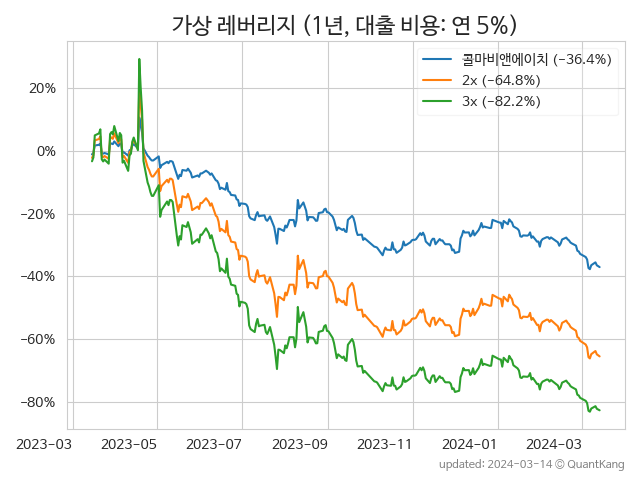 가상 레버리지 (1년, 대출 비용: 연 5%)
콜마비앤에이치 (−36.4%)
2x (−64.8%)
3x (−82.2%)
20%
0%
−20%
−40%
−60%
−80%
2023−03 2023−05 2023−07 2023−09 2023−11 2024−01 2024−03
updated: 2024-03-14 © QuantKang